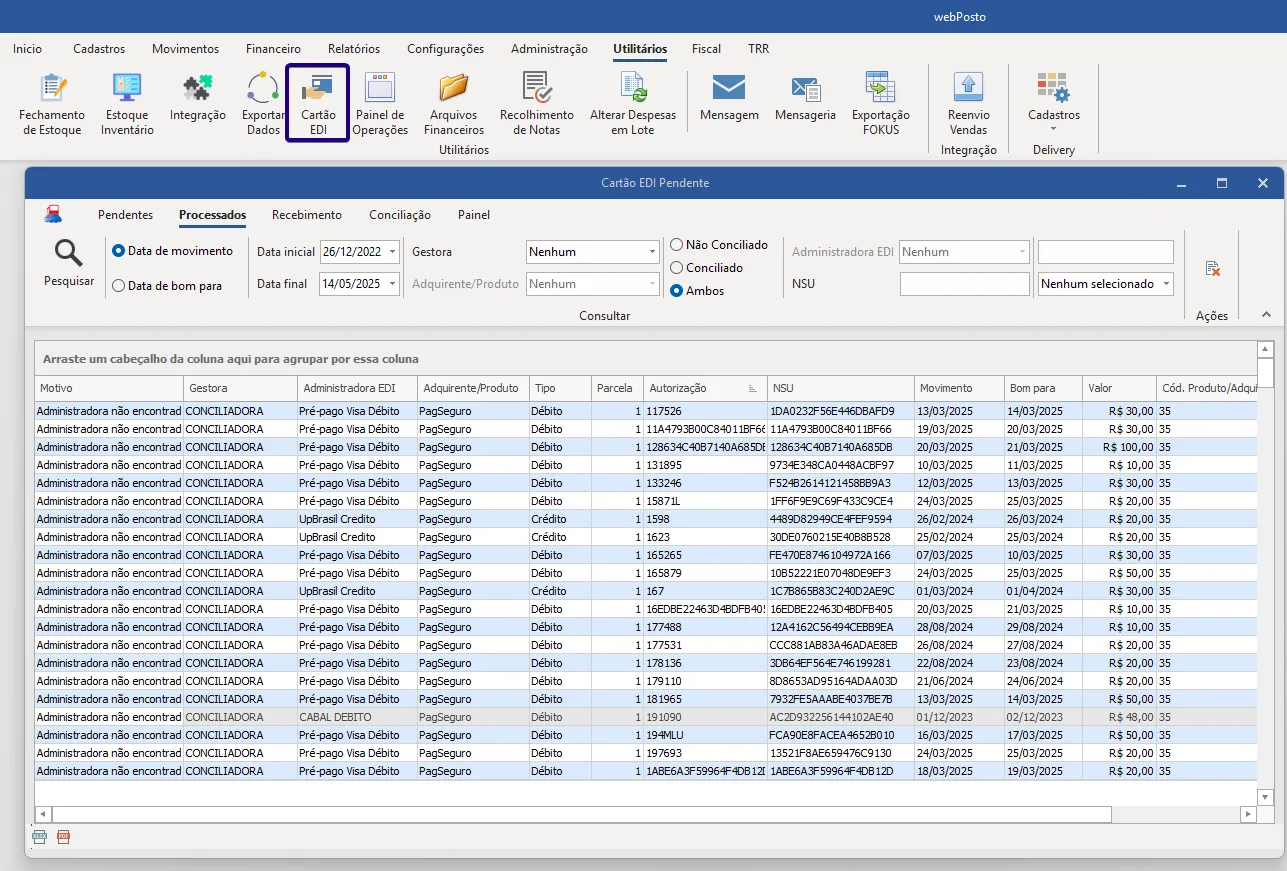 webPosto
Inicio Cadastros Movimentos Financeiro Relatórios Configurações Administração Utilitários Fiscal TRR
Fechamento de Estoque Estoque Inventário Integração Exportar Dados Cartão EDI Painel de Operações Arquivos Financeiros Recolhimento de Notas Alterar Despesas em Lote Mensagem Mensageria Exportação FOKUS Reenvio Vendas Cadastros
Utilitários Integração Delivery
Cartão EDI Pendente
Pendentes Processados Recebimento Conciliação Painel
Pesquisar
Data de movimento Data inicial 26/12/2022 Gestora Nenhum Não Conciliado Administradora EDI Nenhum
Conciliado
Data de bom para Data final 14/05/2025 Adquirente/Produto Nenhum Ambos NSU Nenhum selecionado
Consultar Ações
Arraste um cabeçalho da coluna aqui para agrupar por essa coluna
Motivo Gestora Administradora EDI Adquirente/Produto Tipo Parcela Autorização NSU Movimento Bom para Valor Cód. Produto/Adqui
Administradora não encontrad CONCILIADORA Pré-pago Visa Débito PagSeguro Débito 1 117526 1DA0232F56E446DBAFD9 13/03/2025 14/03/2025 R$ 30,00 35
Administradora não encontrad CONCILIADORA Pré-pago Visa Débito PagSeguro Débito 1 11A4793B00C84011BF66 11A4793B00C84011BF66 19/03/2025 20/03/2025 R$ 30,00 35
Administradora não encontrad CONCILIADORA Pré-pago Visa Débito PagSeguro Débito 1 128634C40B7140A685DB 128634C40B7140A685DB 20/03/2025 21/03/2025 R$ 100,00 35
Administradora não encontrad CONCILIADORA Pré-pago Visa Débito PagSeguro Débito 1 131895 9734E348CA0448ACBF97 10/03/2025 11/03/2025 R$ 10,00 35
Administradora não encontrad CONCILIADORA Pré-pago Visa Débito PagSeguro Débito 1 133246 F524B2614121458BB9A3 12/03/2025 13/03/2025 R$ 30,00 35
Administradora não encontrad CONCILIADORA Pré-pago Visa Débito PagSeguro Débito 1 15871L 1FF6F9E9C69F433C9CE4 24/03/2025 25/03/2025 R$ 20,00 35
Administradora não encontrad CONCILIADORA UpBrasil Credito PagSeguro Crédito 1 1598 4489D82949CE4FEF9594 26/02/2024 26/03/2024 R$ 20,00 35
Administradora não encontrad CONCILIADORA UpBrasil Credito PagSeguro Crédito 1 1623 30DE0760215E40B8B528 25/02/2024 25/03/2024 R$ 20,00 35
Administradora não encontrad CONCILIADORA Pré-pago Visa Débito PagSeguro Débito 1 165265 FE470E8746104972A166 07/03/2025 10/03/2025 R$ 30,00 35
Administradora não encontrad CONCILIADORA Pré-pago Visa Débito PagSeguro Débito 1 165879 10B52221E07048DE9EF3 24/03/2025 25/03/2025 R$ 50,00 35
Administradora não encontrad CONCILIADORA UpBrasil Credito PagSeguro Crédito 1 167 1C7B865B83C240D2AE9C 01/03/2024 01/04/2024 R$ 30,00 35
Administradora não encontrad CONCILIADORA Pré-pago Visa Débito PagSeguro Débito 1 16EDBE22463D4BDFB405 16EDBE22463D4BDFB405 20/03/2025 21/03/2025 R$ 10,00 35
Administradora não encontrad CONCILIADORA Pré-pago Visa Débito PagSeguro Débito 1 177488 12A4162C56494CEBB9EA 28/08/2024 29/08/2024 R$ 10,00 35
Administradora não encontrad CONCILIADORA Pré-pago Visa Débito PagSeguro Débito 1 177531 CCC881AB83A46ADAE8EB 26/08/2024 27/08/2024 R$ 20,00 35
Administradora não encontrad CONCILIADORA Pré-pago Visa Débito PagSeguro Débito 1 178136 3DB64EF564E746199281 22/08/2024 23/08/2024 R$ 20,00 35
Administradora não encontrad CONCILIADORA Pré-pago Visa Débito PagSeguro Débito 1 179110 8D8653AD95164ADAA03D 21/06/2024 24/06/2024 R$ 20,00 35
Administradora não encontrad CONCILIADORA Pré-pago Visa Débito PagSeguro Débito 1 181965 7932FE5AAABE4037BE7B 13/03/2025 14/03/2025 R$ 50,00 35
Administradora não encontrad CONCILIADORA CABAL DEBITO PagSeguro Débito 1 191090 AC2D932256144102AE40 01/12/2023 02/12/2023 R$ 48,00 35
Administradora não encontrad CONCILIADORA Pré-pago Visa Débito PagSeguro Débito 1 194MLU FCA90E8FACEA4652B010 16/03/2025 17/03/2025 R$ 50,00 35
Administradora não encontrad CONCILIADORA Pré-pago Visa Débito PagSeguro Débito 1 197693 13521F8AE659476C9130 24/03/2025 25/03/2025 R$ 20,00 35
Administradora não encontrad CONCILIADORA Pré-pago Visa Débito PagSeguro Débito 1 1ABE6A3F59964F4DB12D 1ABE6A3F59964F4DB12D 18/03/2025 19/03/2025 R$ 20,00 35